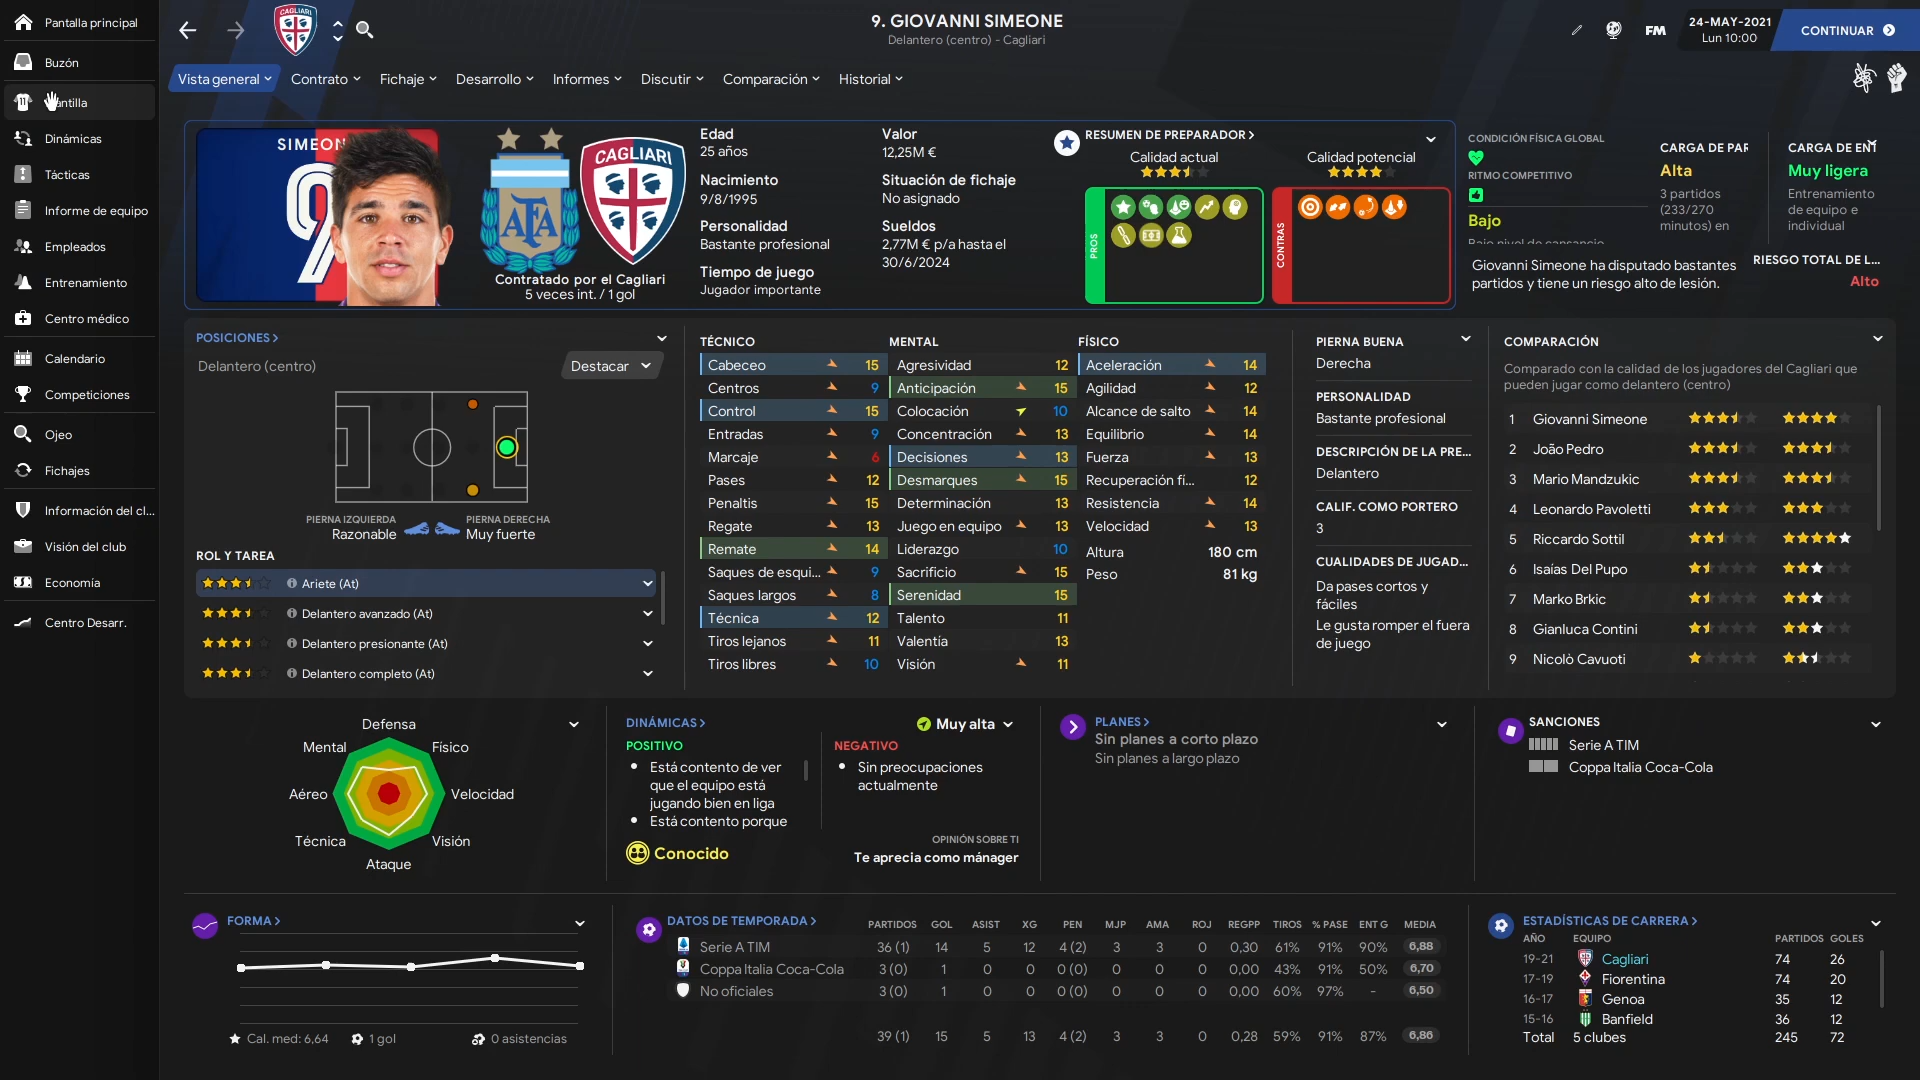 Pantalla principal
Buzón
antilla
Dinámicas
Tácticas
Informe de equipo
Empleados
Entrenamiento
Centro médico
Calendario
Competiciones
Ojeo
Fichajes
Información del cl...
Visión del club
Economía
Centro Desarr.
CAGLIARI
9. GIOVANNI SIMEONE
Delantero (centro) - Cagliari
FM
24-MAY-2021
Lun 10:00
CONTINUAR
Vista general
Contrato
Fichaje
Desarrollo
Informes
Discutir
Comparación
Historial
SIMEON
9
AFA
CAGLIARI
Contratado por el Cagliari
5 veces int. / 1 gol
Edad
25 años
Nacimiento
9/8/1995
Personalidad
Bastante profesional
Tiempo de juego
Jugador importante
Valor
12,25M €
Situación de fichaje
No asignado
Sueldos
2,77M € p/a hasta el
30/6/2024
RESUMEN DE PREPARADOR >
Calidad actual
Calidad potencial
PROS
CONTRAS
CONDICIÓN FÍSICA GLOBAL
RITMO COMPETITIVO
Bajo
Bajo nivel de cansancio
CARGA DE PAR
Alta
3 partidos
(233/270
minutos) en
CARGA DE ENT
Muy ligera
Entrenamiento
de equipo e
individual
Giovanni Simeone ha disputado bastantes
partidos y tiene un riesgo alto de lesión.
RIESGO TOTAL DE L...
Alto
POSICIONES >
Delantero (centro)
Destacar
PIERNA IZQUIERDA
Razonable
PIERNA DERECHA
Muy fuerte
ROL Y TAREA
Ariete (At)
Delantero avanzado (At)
Delantero presionante (At)
Delantero completo (At)
TÉCNICO
Cabeceo 15
Centros 9
Control 15
Entradas 9
Marcaje 6
Pases 12
Penaltis 15
Regate 13
Remate 14
Saques de esqui... 9
Saques largos 8
Técnica 12
Tiros lejanos 11
Tiros libres 10
MENTAL
Agresividad 12
Anticipación 15
Colocación 10
Concentración 13
Decisiones 13
Desmarques 15
Determinación 13
Juego en equipo 13
Liderazgo 10
Sacrificio 15
Serenidad 15
Talento 11
Valentía 13
Visión 11
FÍSICO
Aceleración 14
Agilidad 12
Alcance de salto 14
Equilibrio 14
Fuerza 13
Recuperación fí... 12
Resistencia 14
Velocidad 13
Altura 180 cm
Peso 81 kg
PIERNA BUENA
Derecha
PERSONALIDAD
Bastante profesional
DESCRIPCIÓN DE LA PRE...
Delantero
CALIF. COMO PORTERO
3
CUALIDADES DE JUGAD...
Da pases cortos y
fáciles
Le gusta romper el fuera
de juego
COMPARACIÓN
Comparado con la calidad de los jugadores del Cagliari que
pueden jugar como delantero (centro)
1 Giovanni Simeone
2 João Pedro
3 Mario Mandzukic
4 Leonardo Pavoletti
5 Riccardo Sottil
6 Isaías Del Pupo
7 Marko Brkic
8 Gianluca Contini
9 Nicolò Cavuoti
Defensa
Mental
Físico
Aéreo
Velocidad
Técnica
Visión
Ataque
DINÁMICAS >
Muy alta
POSITIVO
Está contento de ver
que el equipo está
jugando bien en liga
Está contento porque
NEGATIVO
Sin preocupaciones
actualmente
Conocido
OPINIÓN SOBRE TI
Te aprecia como mánager
PLANES >
Sin planes a corto plazo
Sin planes a largo plazo
SANCIONES
Serie A TIM
Coppa Italia Coca-Cola
FORMA >
Cal. med: 6,64
1 gol
0 asistencias
DATOS DE TEMPORADA > PARTIDOS GOL ASIST XG PEN MJP AMA ROJ REGPP TIROS % PASE ENT G MEDIA
Serie A TIM 36 (1) 14 5 12 4 (2) 3 3 0 0,30 61% 91% 90% 6,88
Coppa Italia Coca-Cola 3 (0) 1 0 0 0 (0) 0 0 0 0,00 43% 91% 50% 6,70
No oficiales 3 (0) 1 0 0 0 (0) 0 0 0 0,00 60% 97% - 6,50
39 (1) 15 5 13 4 (2) 3 3 0 0,28 59% 91% 87% 6,86
ESTADÍSTICAS DE CARRERA >
AÑO EQUIPO PARTIDOS GOLES
19-21 Cagliari 74 26
17-19 Fiorentina 74 20
16-17 Genoa 35 12
15-16 Banfield 36 12
Total 5 clubes 245 72